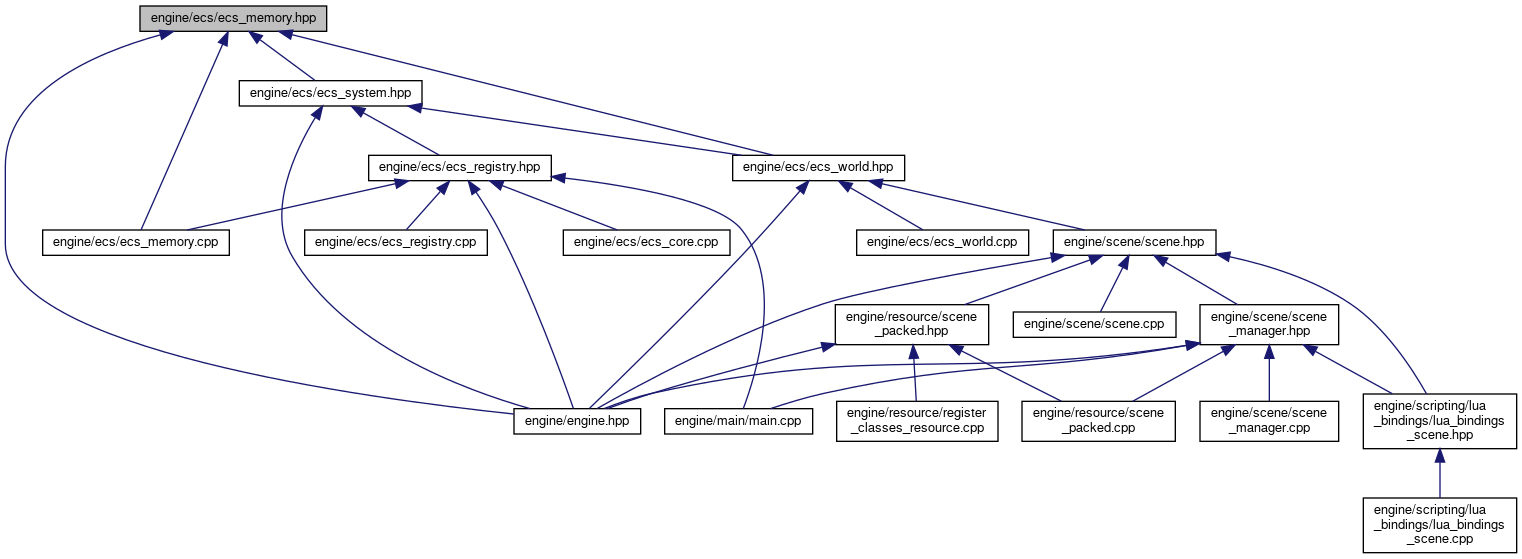 engine/ecs/ecs_memory.hpp
engine/ecs/ecs_system.hpp
engine/ecs/ecs_registry.hpp
engine/ecs/ecs_world.hpp
engine/ecs/ecs_memory.cpp
engine/ecs/ecs_registry.cpp
engine/ecs/ecs_core.cpp
engine/ecs/ecs_world.cpp
engine/scene/scene.hpp
engine/resource/scene
_packed.hpp
engine/scene/scene.cpp
engine/scene/scene
_manager.hpp
engine/engine.hpp
engine/main/main.cpp
engine/resource/register
_classes_resource.cpp
engine/resource/scene
_packed.cpp
engine/scene/scene
_manager.cpp
engine/scripting/lua
_bindings/lua_bindings
_scene.hpp
engine/scripting/lua
_bindings/lua_bindings
_scene.cpp